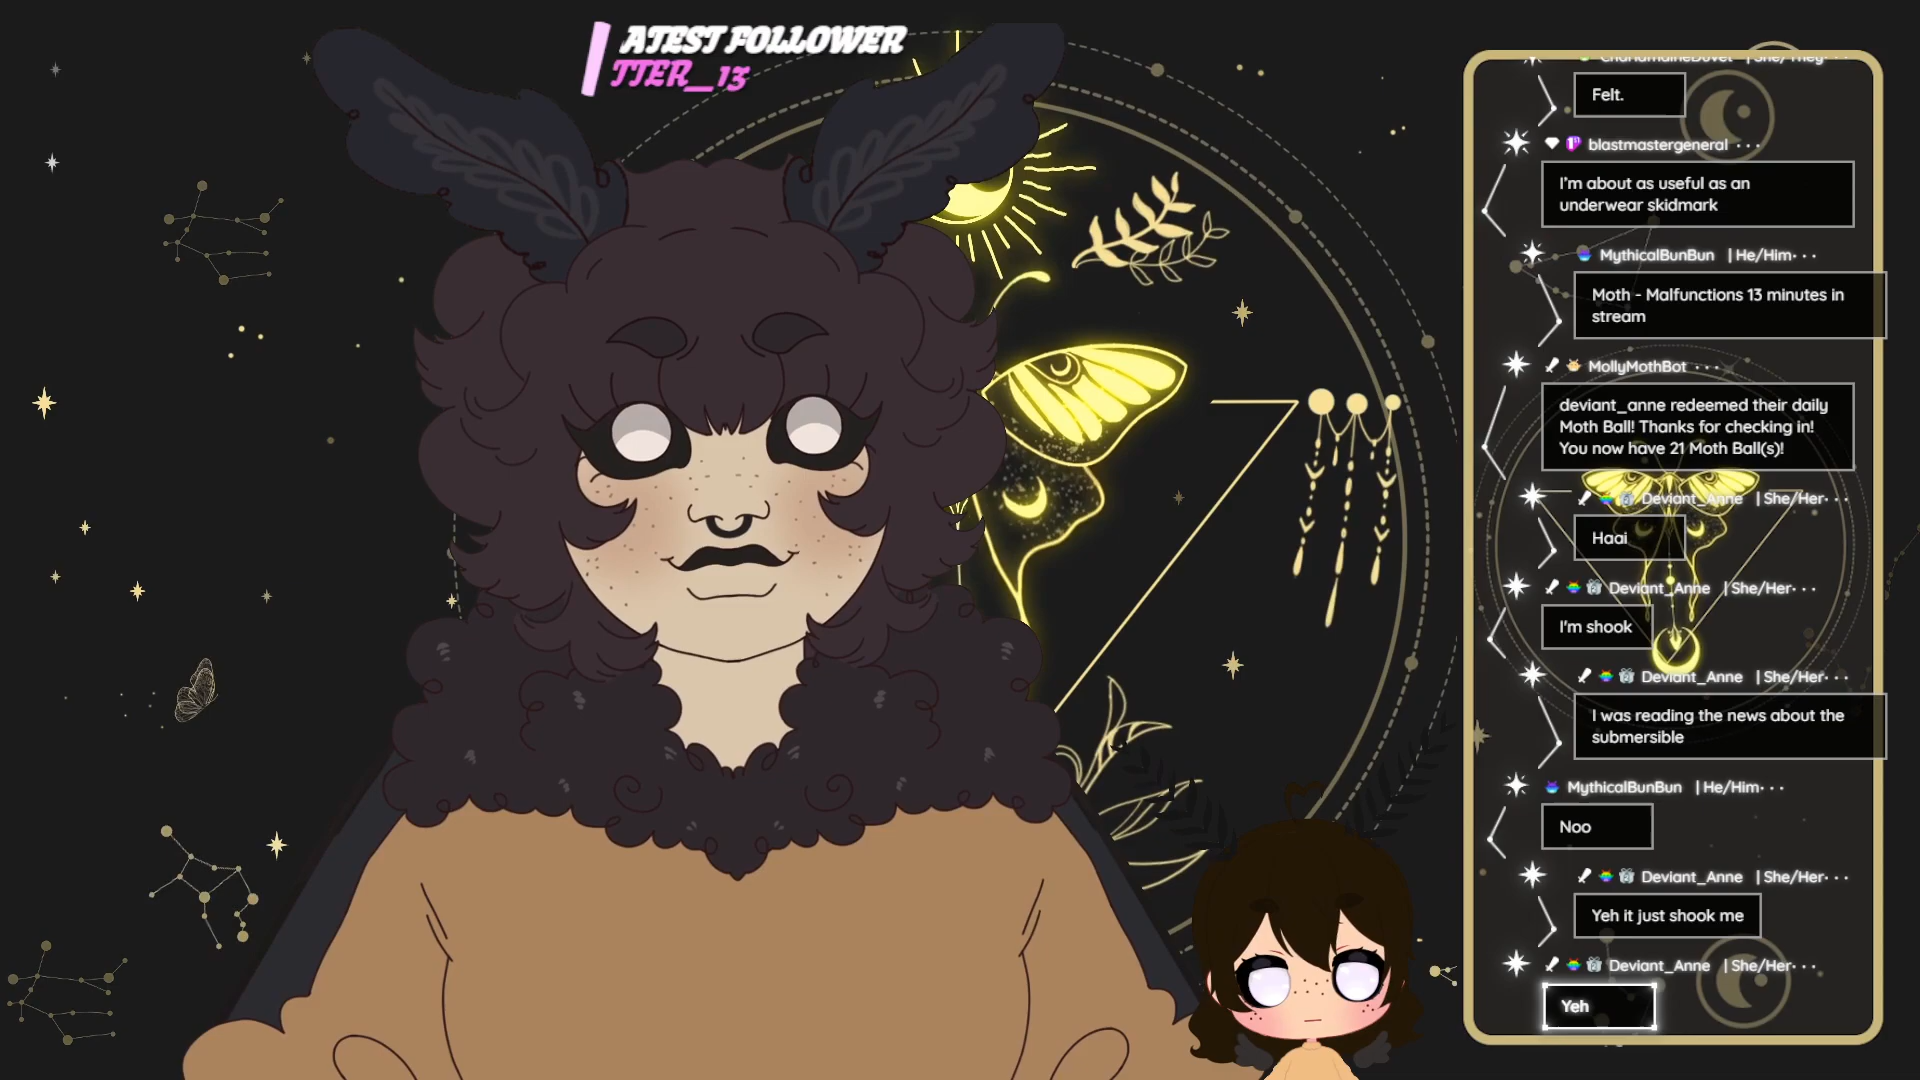 ATEST FOLLOWER
TTER_13
CharlamaineDuvet | She/They
Felt.
blastmastergeneral ...
I'm about as useful as an
underwear skidmark
MythicalBunBun | He/Him...
Moth - Malfunctions 13 minutes in
stream
MollyMothBot ...
deviant_anne redeemed their daily
Moth Ball! Thanks for checking in!
You now have 21 Moth Ball(s)!
Deviant_Anne | She/Her...
Haai
Deviant_Anne | She/Her...
I'm shook
Deviant_Anne | She/Her...
I was reading the news about the
submersible
MythicalBunBun | He/Him...
Noo
Deviant_Anne | She/Her...
Yeh it just shook me
Deviant_Anne | She/Her...
Yeh